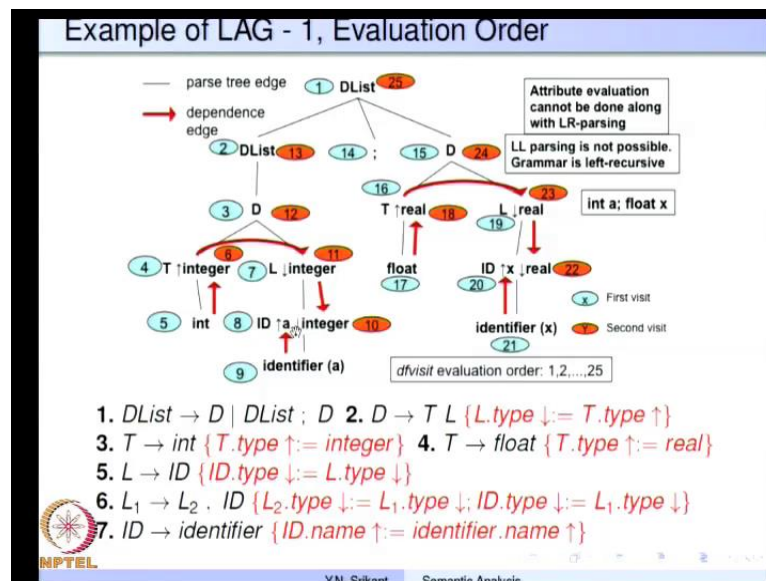 Example of LAG - 1, Evaluation Order
parse tree edge
dependence
edge
1 DList 25
Attribute evaluation
cannot be done along
with LR-parsing
LL parsing is not possible.
Grammar is left-recursive
2 DList 13 14 ; 15 D 24
16 23
3 D 12 T ↑real 18 L ↓real int a; float x
19
6 11
4 T ↑integer 7 L ↓integer float ID ↑x ↓real 22
17 20 x First visit
5 int 8 ID ↑a ↓integer 10 identifier (x) Y Second visit
21
9 identifier (a) dfvisit evaluation order: 1,2,...,25
1. DList → D | DList ; D 2. D → T L {L.type ↓:= T.type ↑}
3. T → int {T.type ↑:= integer} 4. T → float {T.type ↑:= real}
5. L → ID {ID.type ↓:= L.type ↓}
6. L1 → L2 . ID {L2.type ↓:= L1.type ↓; ID.type ↓:= L1.type ↓}
7. ID → identifier {ID.name ↑:= identifier.name ↑}
NPTEL
Y.N. Srikant Semantic Analysis